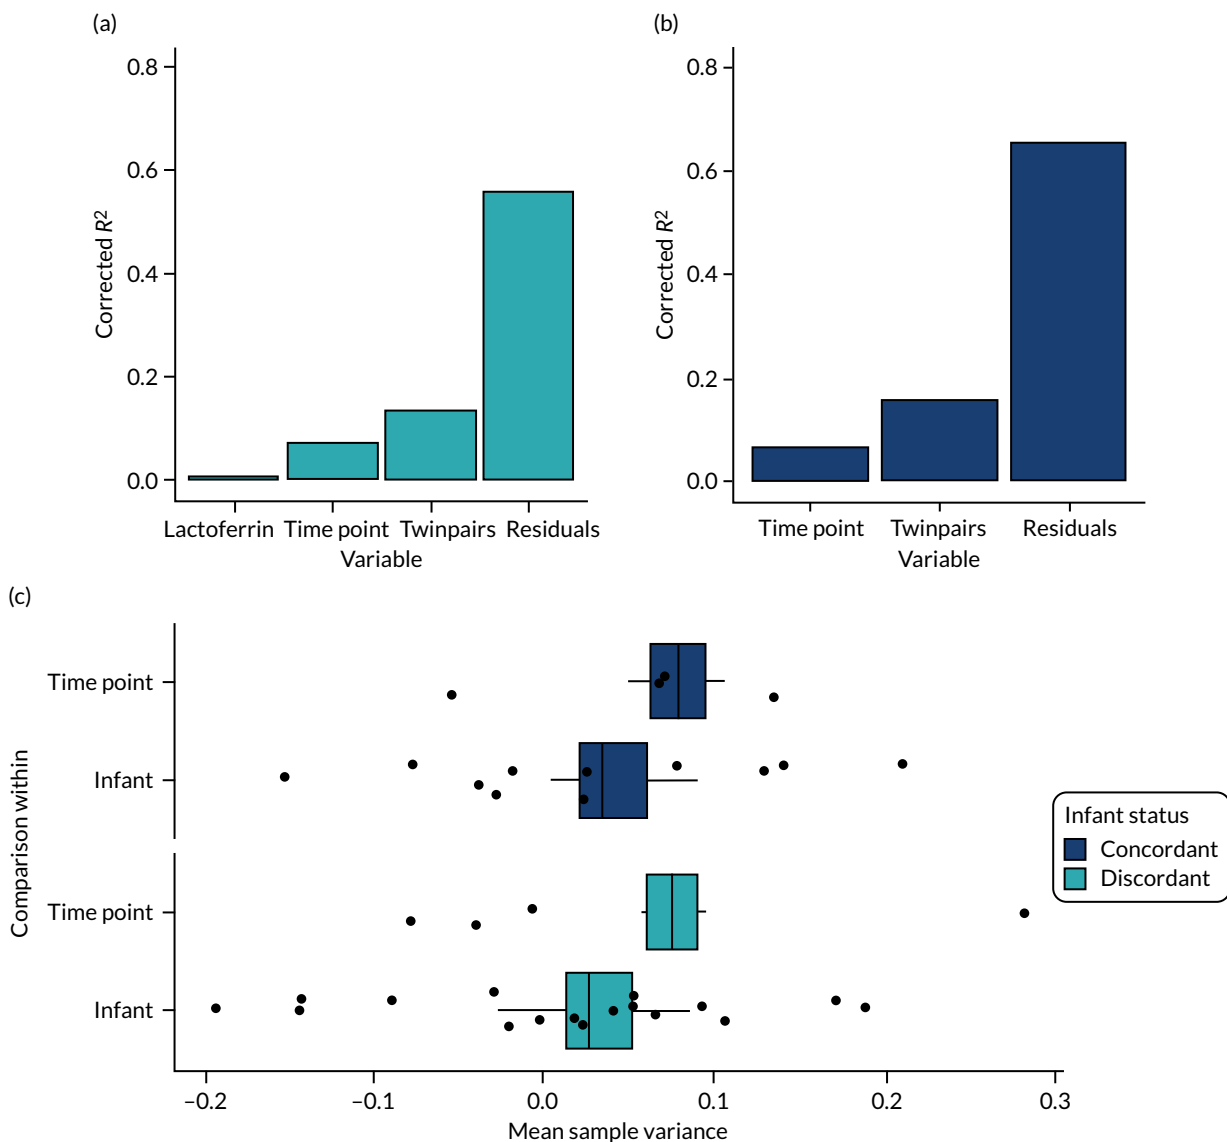 (a)
0.8
0.6
0.4
0.2
0.0
Corrected R²
Lactoferrin Time point Twinpairs Residuals
Variable
(b)
0.8
0.6
0.4
0.2
0.0
Corrected R²
Time point Twinpairs Residuals
Variable
(c)
Comparison within
Time point
Infant
Time point
Infant
–0.2 –0.1 0.0 0.1 0.2 0.3
Mean sample variance
Infant status
Concordant
Discordant